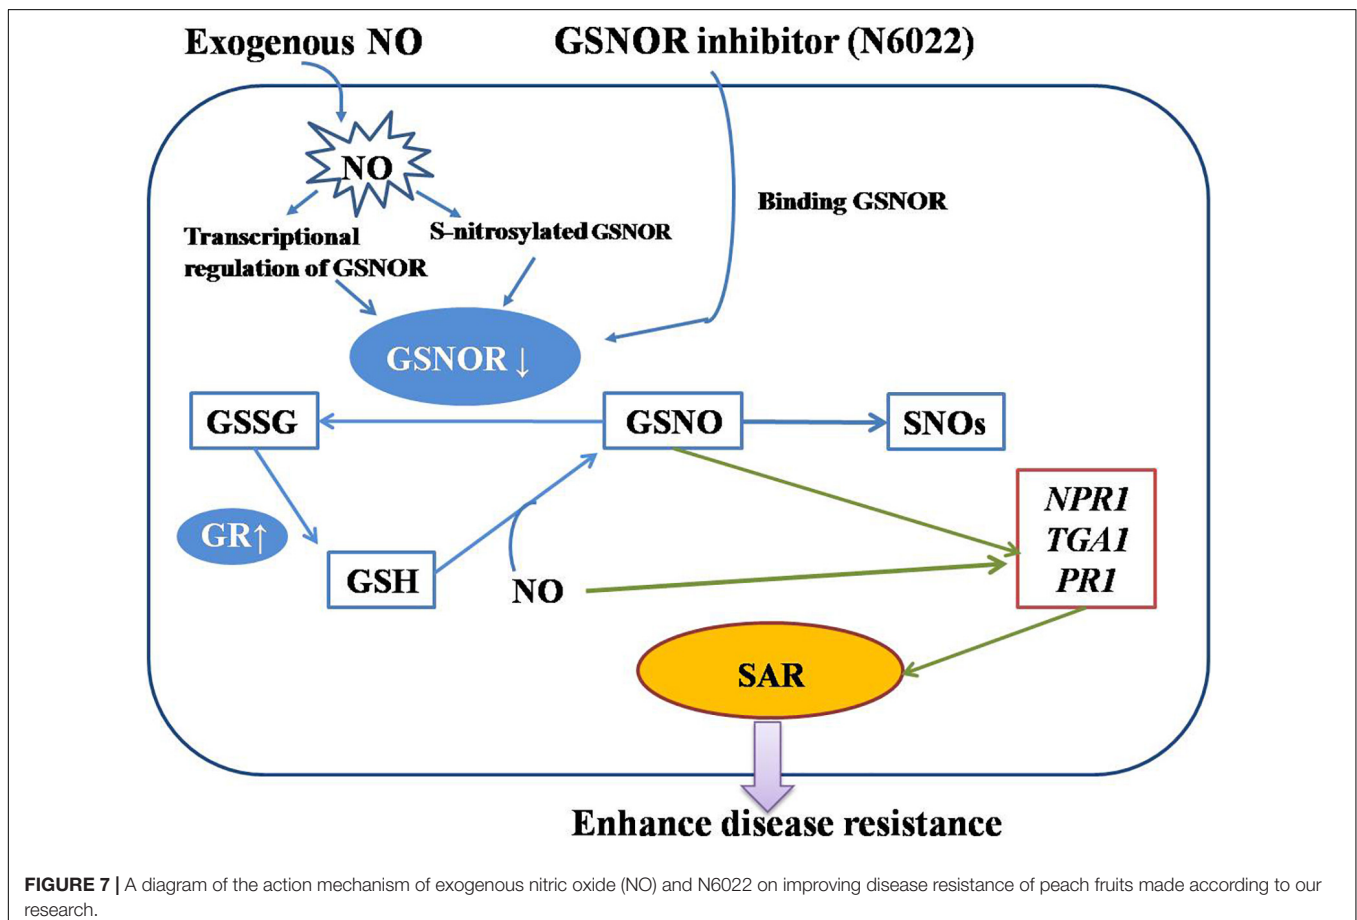 Exogenous NO
GSNOR inhibitor (N6022)
NO
Binding GSNOR
Transcriptional
regulation of GSNOR
S-nitrosylated GSNOR
GSNOR ↓
GSSG
GSNO
SNOs
GR↑
GSH
NO
NPR1
TGA1
PR1
SAR
Enhance disease resistance
FIGURE 7 | A diagram of the action mechanism of exogenous nitric oxide (NO) and N6022 on improving disease resistance of peach fruits made according to our
research.